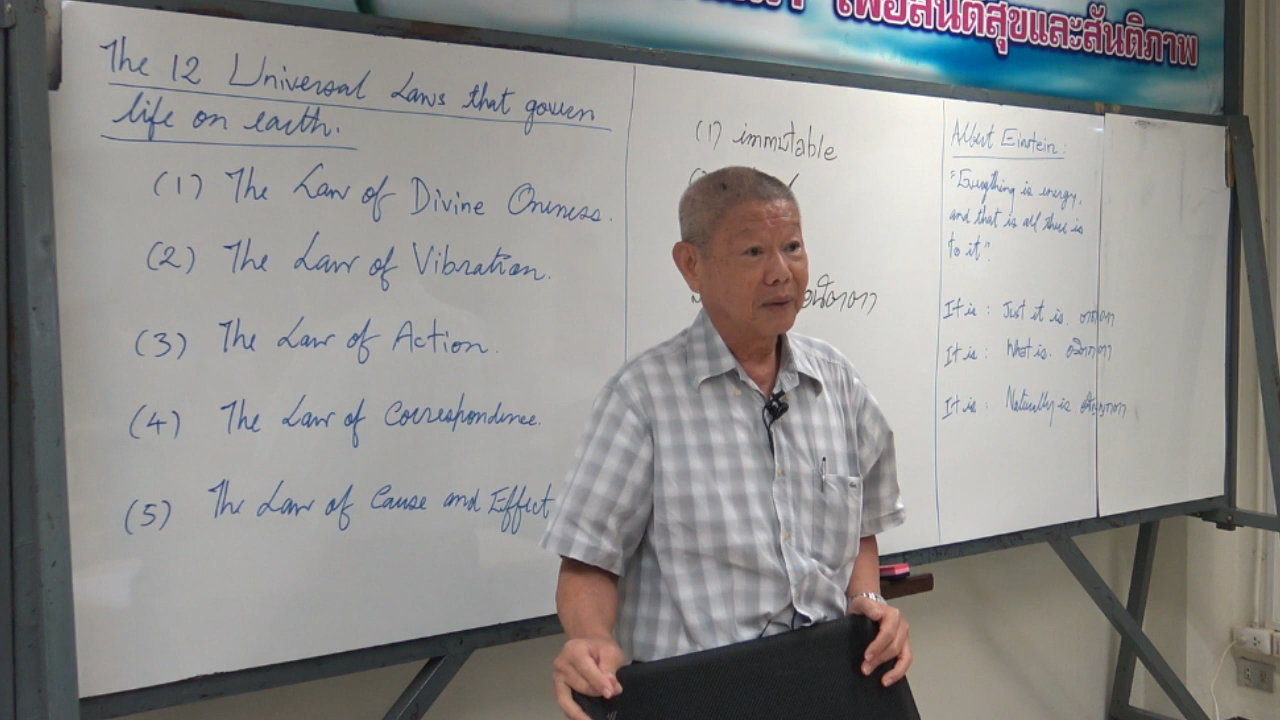 เพื่อสันติสุขและสันติภาพ
The 12 Universal Laws that govern
life on earth.
(1) The Law of Divine Oneness.
(2) The Law of Vibration.
(3) The Law of Action.
(4) The Law of Correspondence.
(5) The Law of Cause and Effect
(1) immutable
Albert Einstein:
"Everything is energy,
and that is all there is
to it".
It is : Just it is.
It is : What is.
It is : Naturally is